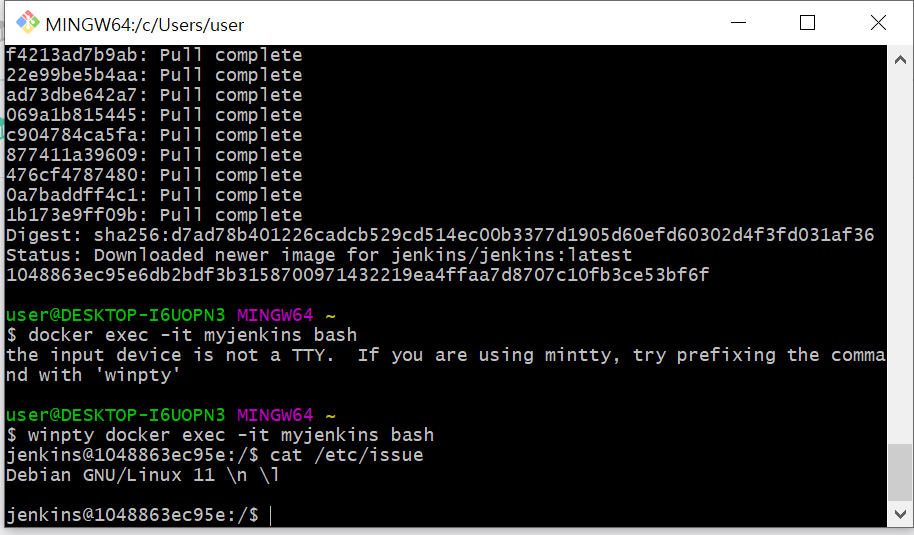 MINGW64:/c/Users/user
f4213ad7b9ab: Pull complete
22e99be5b4aa: Pull complete
ad73dbe642a7: Pull complete
069a1b815445: Pull complete
c904784ca5fa: Pull complete
877411a39609: Pull complete
476cf4787480: Pull complete
0a7baddff4c1: Pull complete
1b173e9ff09b: Pull complete
Digest: sha256:d7ad78b401226cadcb529cd514ec00b3377d1905d60efd60302d4f3fd031af36
Status: Downloaded newer image for jenkins/jenkins:latest
1048863ec95e6db2bdf3b3158700971432219ea4ffaa7d8707c10fb3ce53bf6f
user@DESKTOP-I6UOPN3 MINGW64 ~
$ docker exec -it myjenkins bash
the input device is not a TTY.  If you are using mintty, try prefixing the comma
nd with 'winpty'
user@DESKTOP-I6UOPN3 MINGW64 ~
$ winpty docker exec -it myjenkins bash
jenkins@1048863ec95e:/$ cat /etc/issue
Debian GNU/Linux 11 \n \l
jenkins@1048863ec95e:/$